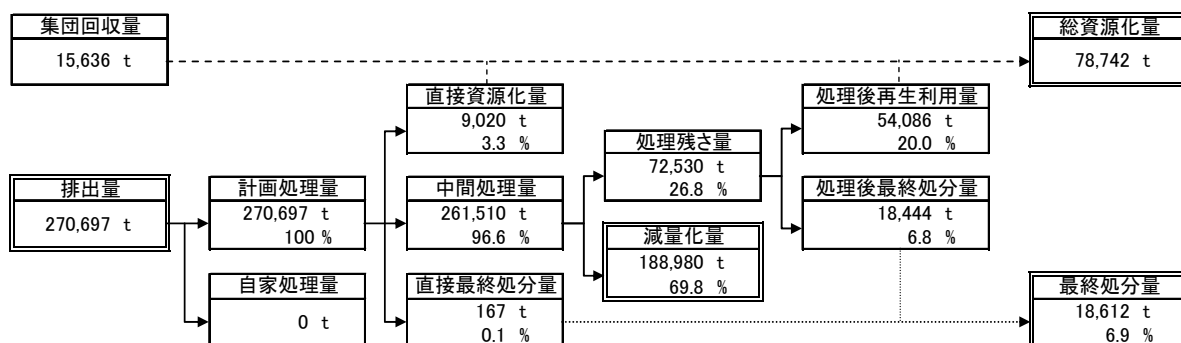 集団回収量
15,636 t
総資源化量
78,742 t
直接資源化量
9,020 t
3.3 %
処理後再生利用量
54,086 t
20.0 %
処理残さ量
72,530 t
26.8 %
排出量
270,697 t
計画処理量
270,697 t
100 %
中間処理量
261,510 t
96.6 %
処理後最終処分量
18,444 t
6.8 %
減量化量
188,980 t
69.8 %
自家処理量
0 t
直接最終処分量
167 t
0.1 %
最終処分量
18,612 t
6.9 %